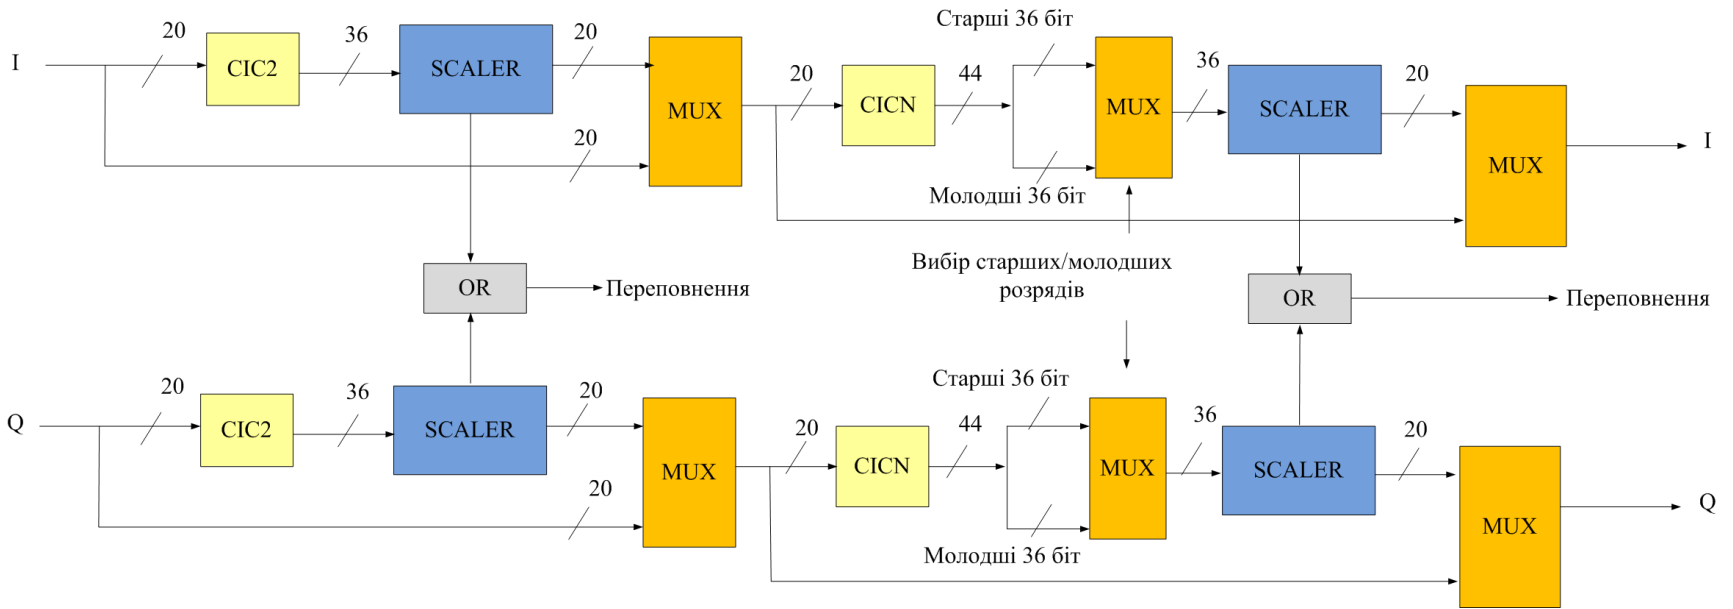 Старші 36 біт
20
36
20
I
CIC2
SCALER
MUX
20
CICN
44
MUX
36
SCALER
20
MUX
I
20
Молодші 36 біт
Вибір старших/молодших
розрядів
OR
Переповнення
OR
Переповнення
Старші 36 біт
20
36
20
Q
CIC2
SCALER
MUX
20
CICN
44
MUX
36
SCALER
20
MUX
Q
20
Молодші 36 біт